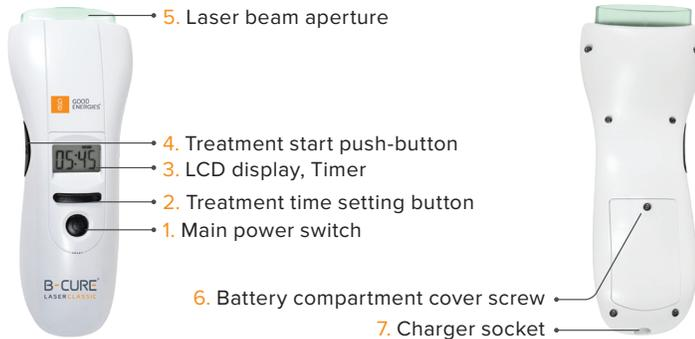 5. Laser beam aperture
GOOD
ENERGIES®
4. Treatment start push-button
05:45
3. LCD display, Timer
2. Treatment time setting button
1. Main power switch
B-CURE®
LASER CLASSIC
6. Battery compartment cover screw
7. Charger socket